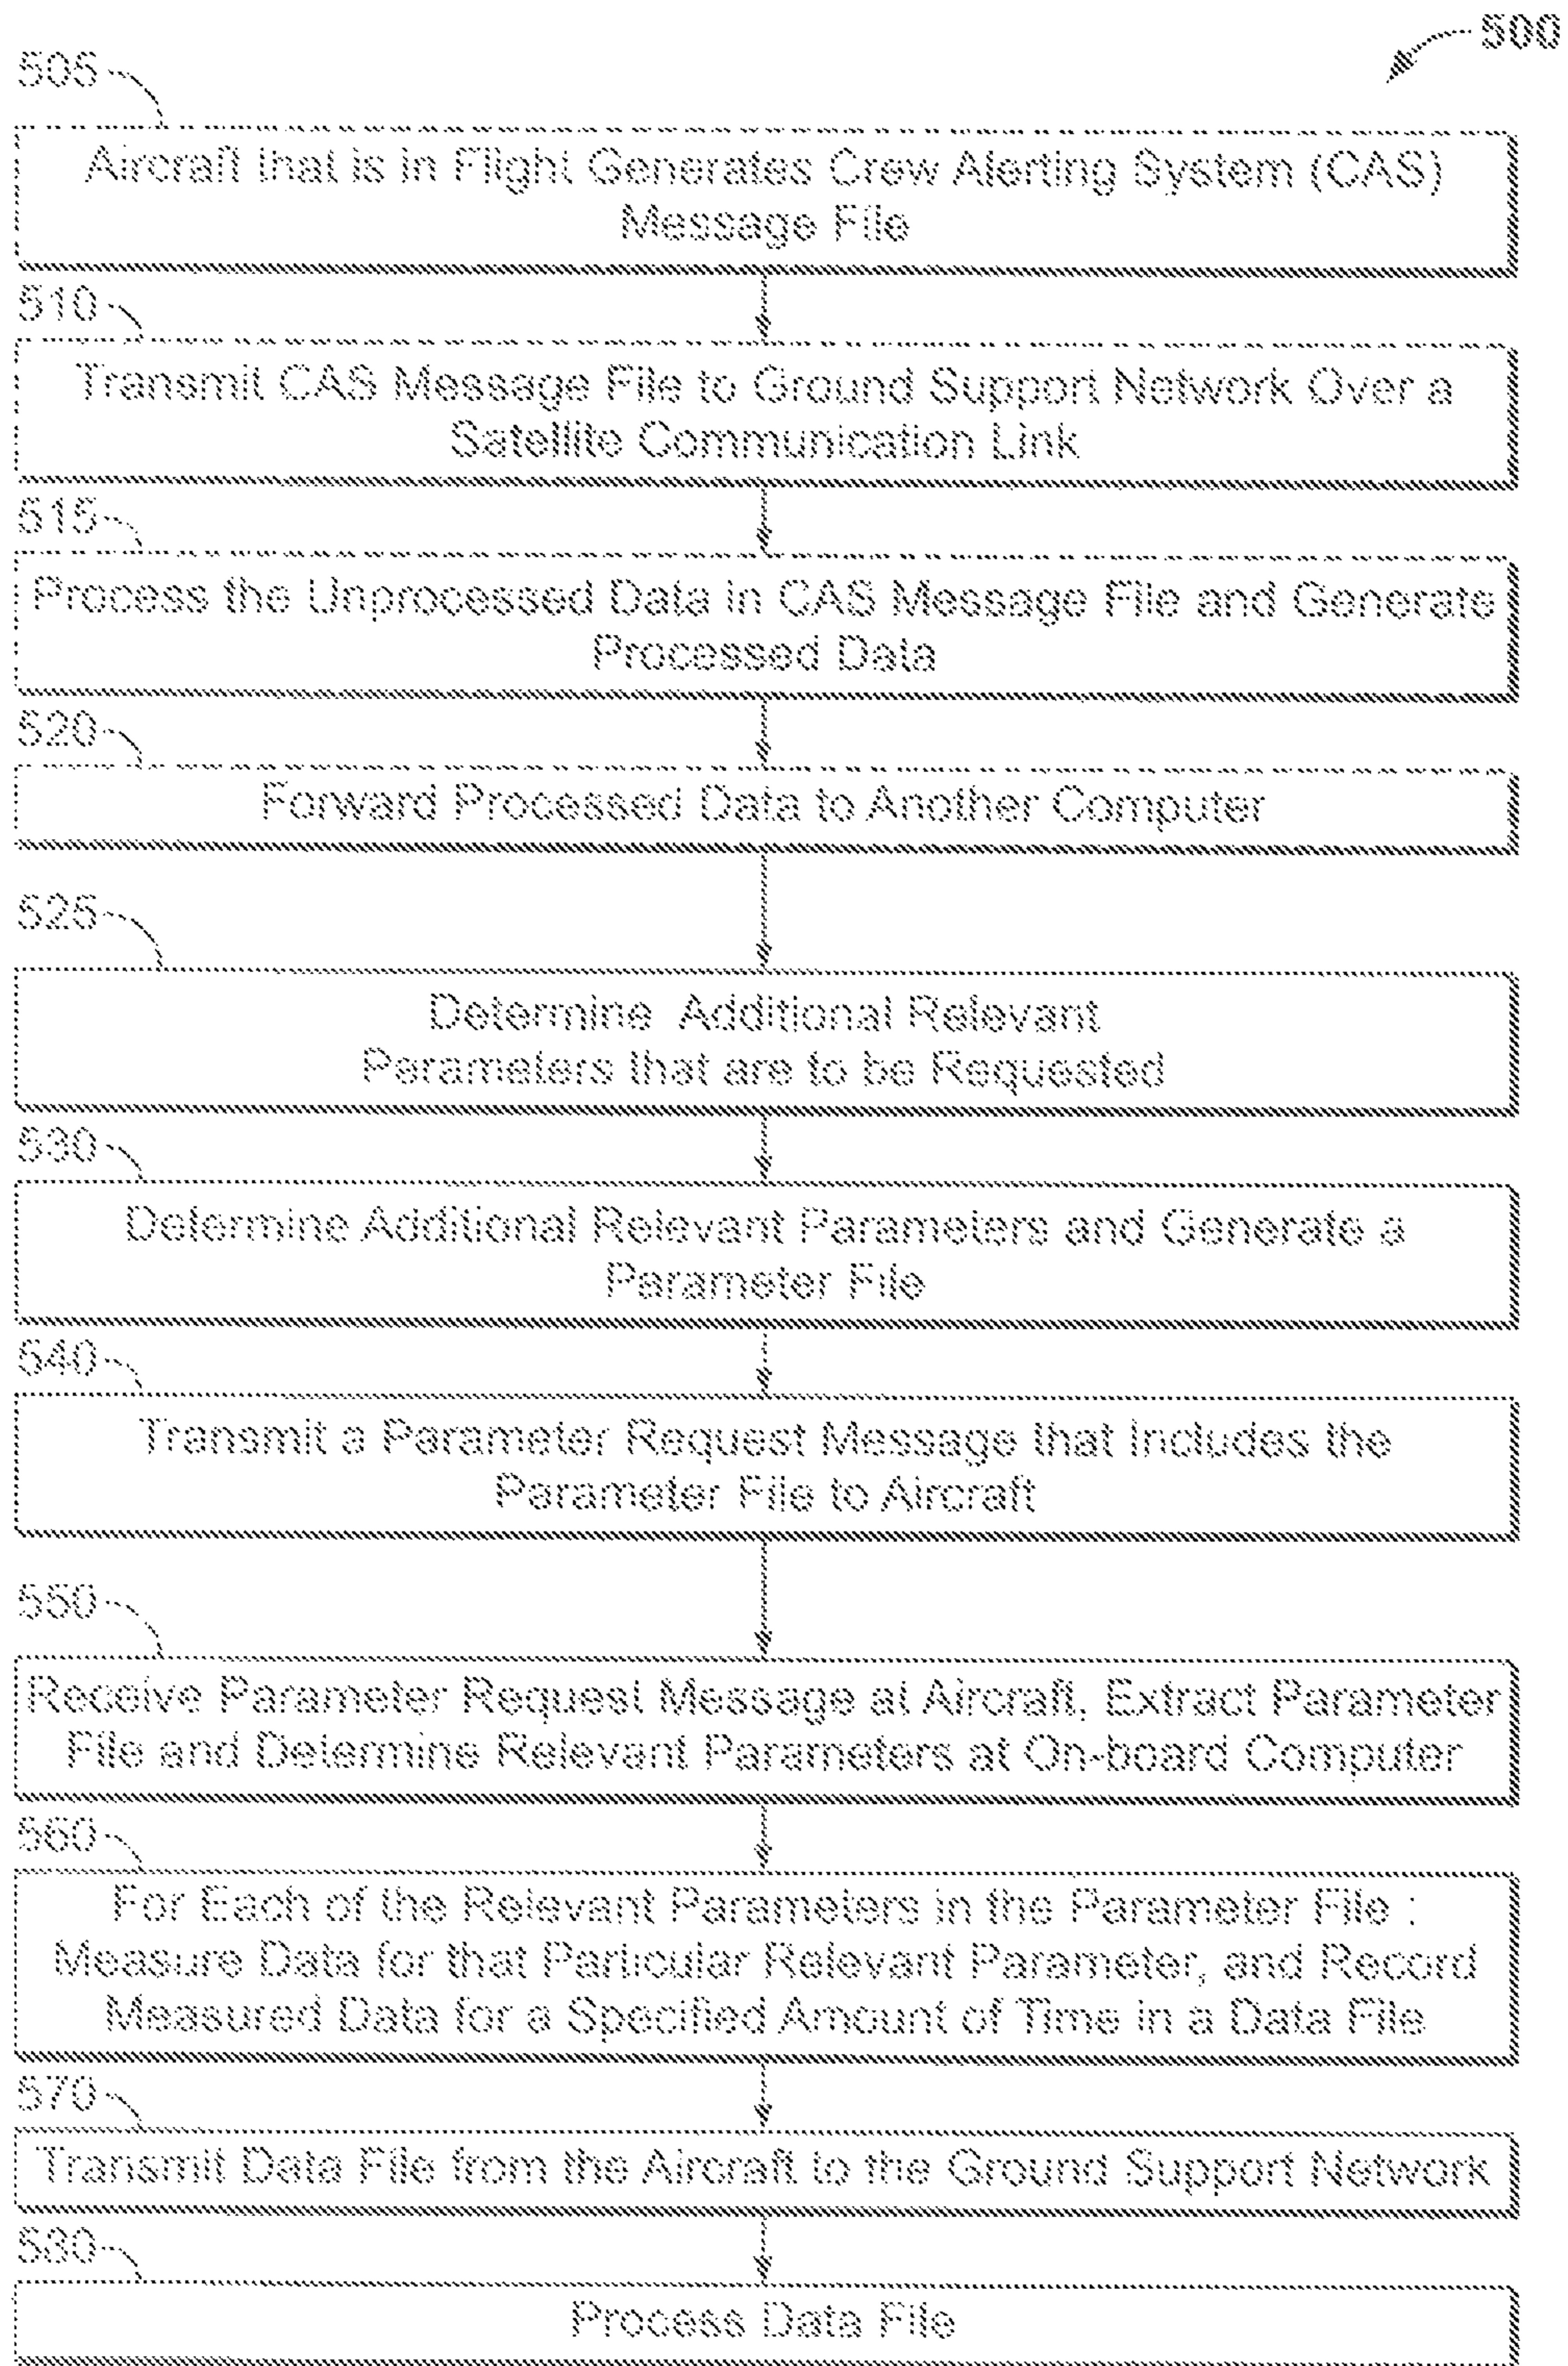 500
505
Aircraft that is in Flight Generates Crew Alerting System (CAS)
Message File
510
Transmit CAS Message File to Ground Support Network Over a
Satellite Communication Link
515
Process the Unprocessed Data in CAS Message File and Generate
Processed Data
520
Forward Processed Data to Another Computer
525
Determine Additional Relevant
Parameters that are to be Requested
530
Determine Additional Relevant Parameters and Generate a
Parameter File
540
Transmit a Parameter Request Message that Includes the
Parameter File to Aircraft
550
Receive Parameter Request Message at Aircraft, Extract Parameter
File and Determine Relevant Parameters at On-board Computer
560
For Each of the Relevant Parameters in the Parameter File :
Measure Data for that Particular Relevant Parameter, and Record
Measured Data for a Specified Amount of Time in a Data File
570
Transmit Data File from the Aircraft to the Ground Support Network
580
Process Data File